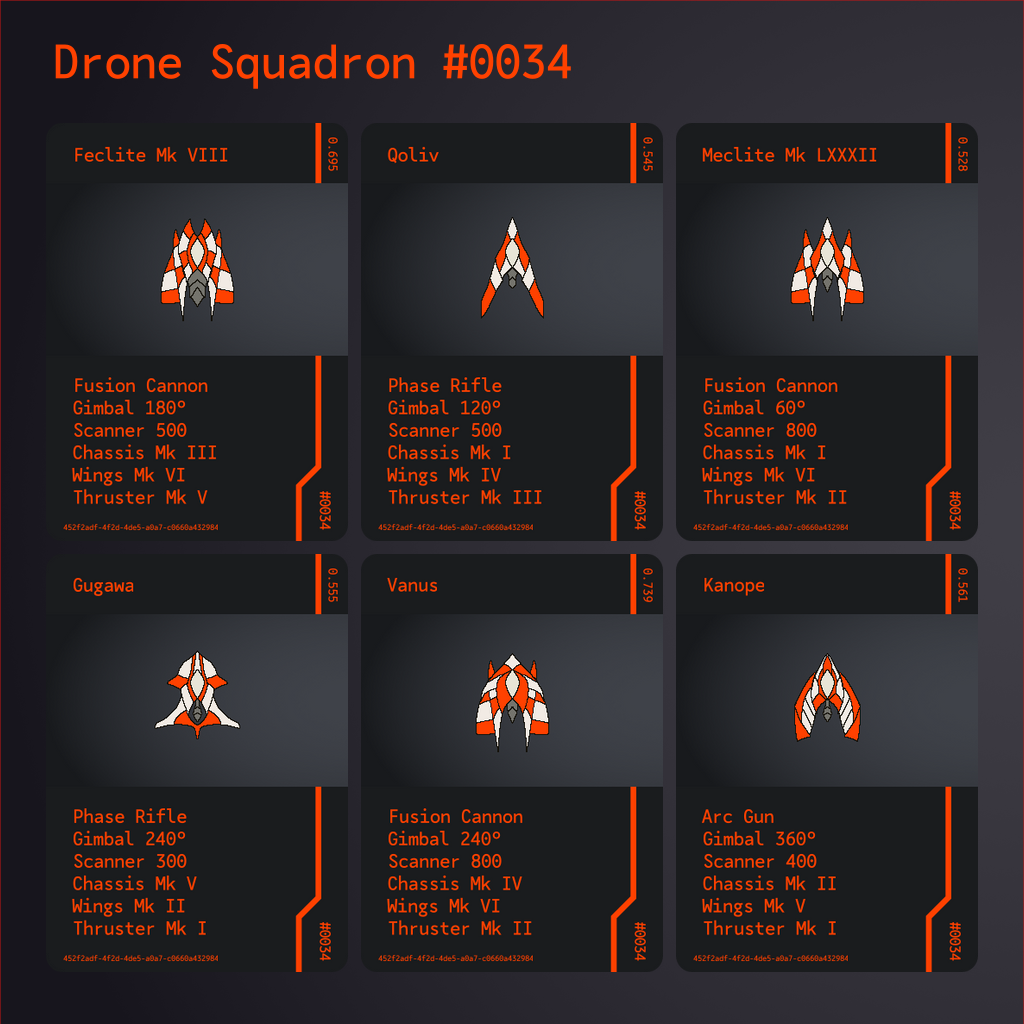 Drone Squadron #0034
Feclite Mk VIII
0.695
Fusion Cannon
Gimbal 180º
Scanner 500
Chassis Mk III
Wings Mk VI
Thruster Mk V
#0034
452f2adf-4f2d-4de5-a0a7-c0660a432984
Qoliv
0.545
Phase Rifle
Gimbal 120º
Scanner 500
Chassis Mk I
Wings Mk IV
Thruster Mk III
#0034
452f2adf-4f2d-4de5-a0a7-c0660a432984
Meclite Mk LXXXII
0.528
Fusion Cannon
Gimbal 60º
Scanner 800
Chassis Mk I
Wings Mk VI
Thruster Mk II
#0034
452f2adf-4f2d-4de5-a0a7-c0660a432984
Gugawa
0.555
Phase Rifle
Gimbal 240º
Scanner 300
Chassis Mk V
Wings Mk II
Thruster Mk I
#0034
452f2adf-4f2d-4de5-a0a7-c0660a432984
Vanus
0.739
Fusion Cannon
Gimbal 240º
Scanner 800
Chassis Mk IV
Wings Mk VI
Thruster Mk II
#0034
452f2adf-4f2d-4de5-a0a7-c0660a432984
Kanope
0.561
Arc Gun
Gimbal 360º
Scanner 400
Chassis Mk II
Wings Mk V
Thruster Mk I
#0034
452f2adf-4f2d-4de5-a0a7-c0660a432984